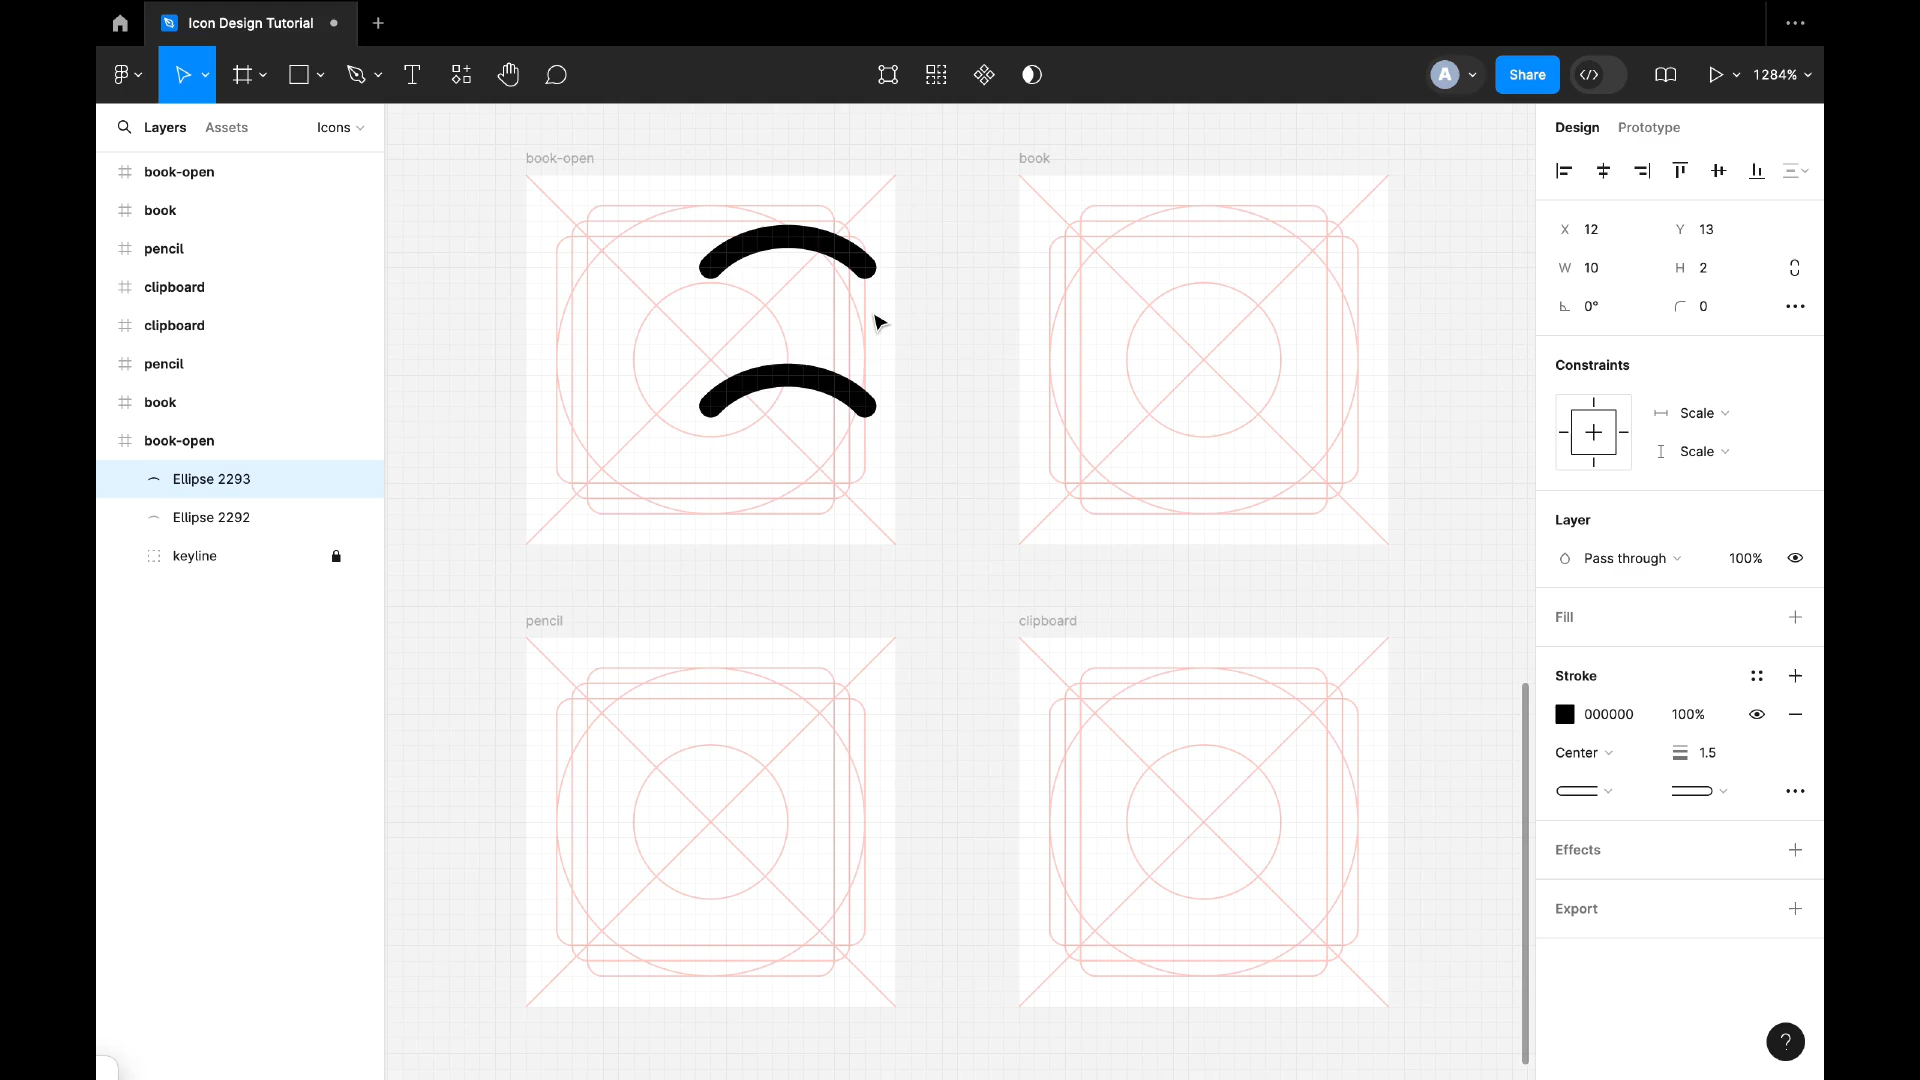 Icon Design Tutorial
A
Share
1284%
Layers
Assets
Icons
book-open
book
pencil
clipboard
clipboard
pencil
book
book-open
Ellipse 2293
Ellipse 2292
keyline
book-open
book
pencil
clipboard
Design
Prototype
X 12
Y 13
W 10
H 2
0°
0
Constraints
Scale
Scale
Layer
Pass through
100%
Fill
Stroke
000000
100%
Center
1.5
Effects
Export
?